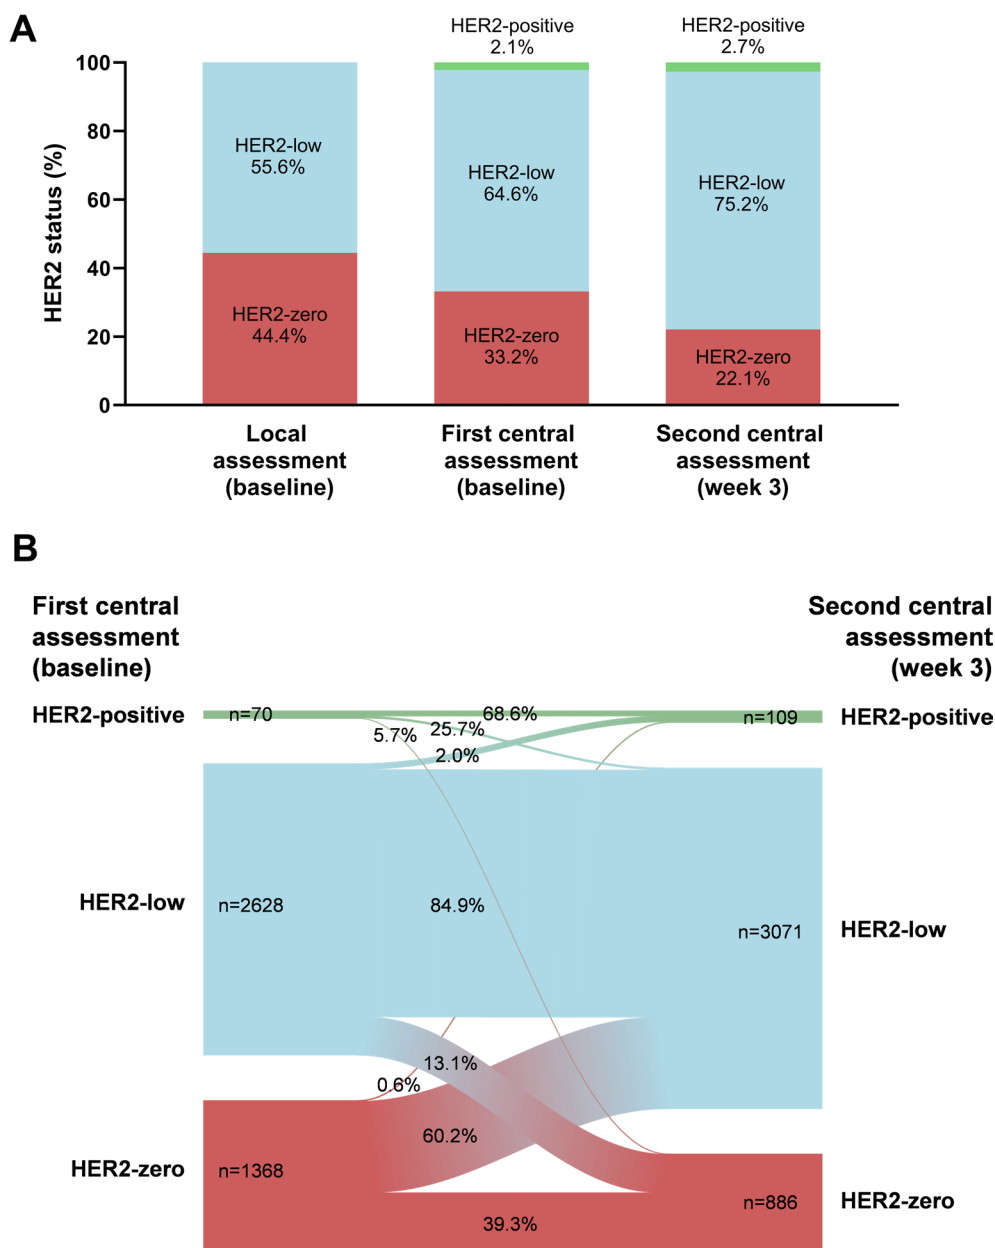 A
HER2-positive
2.1%
HER2-positive
2.7%
HER2 status (%)
100
80
60
40
20
0
HER2-low
55.6%
HER2-zero
44.4%
HER2-low
64.6%
HER2-zero
33.2%
HER2-low
75.2%
HER2-zero
22.1%
Local
assessment
(baseline)
First central
assessment
(baseline)
Second central
assessment
(week 3)
B
First central
assessment
(baseline)
Second central
assessment
(week 3)
HER2-positive
n=70
68.6%
n=109
HER2-positive
5.7%
25.7%
2.0%
HER2-low
n=2628
84.9%
n=3071
HER2-low
13.1%
0.6%
60.2%
HER2-zero
n=1368
39.3%
n=886
HER2-zero